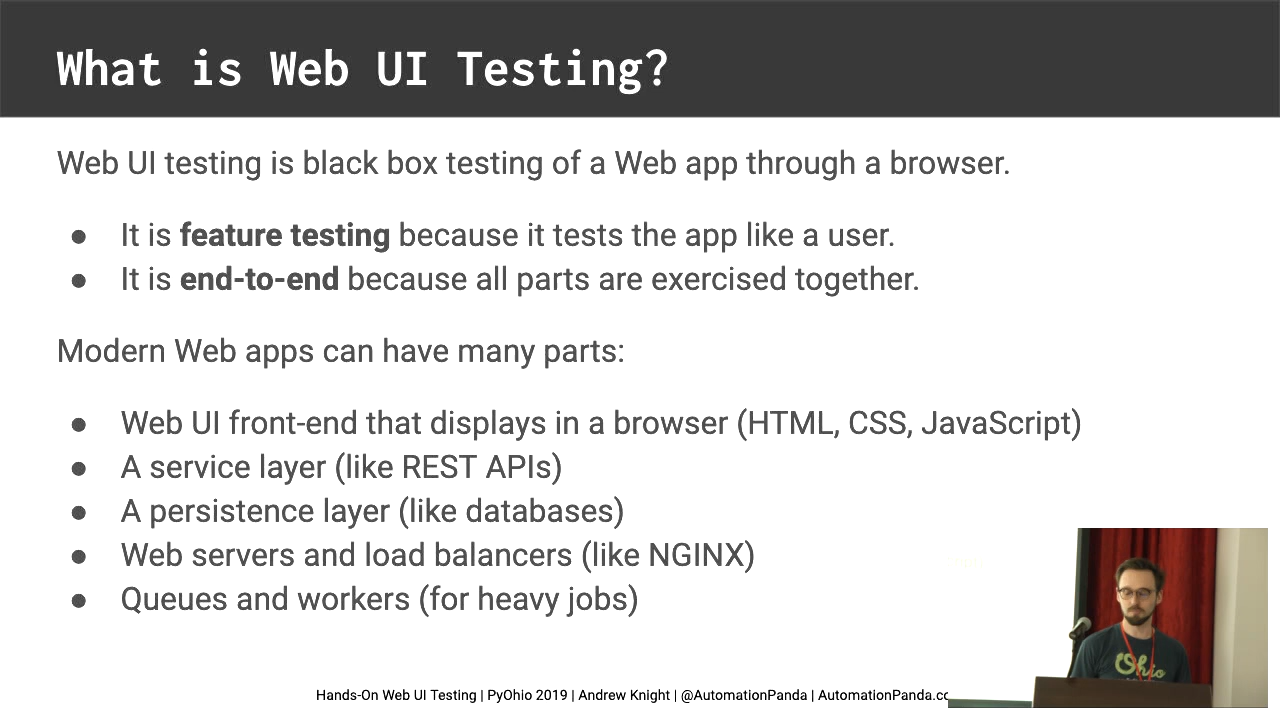 What is Web UI Testing?
Web UI testing is black box testing of a Web app through a browser.
● It is feature testing because it tests the app like a user.
● It is end-to-end because all parts are exercised together.
Modern Web apps can have many parts:
● Web UI front-end that displays in a browser (HTML, CSS, JavaScript)
● A service layer (like REST APIs)
● A persistence layer (like databases)
● Web servers and load balancers (like NGINX)
● Queues and workers (for heavy jobs)
Ohio
Hands-On Web UI Testing | PyOhio 2019 | Andrew Knight | @AutomationPanda | AutomationPanda.co